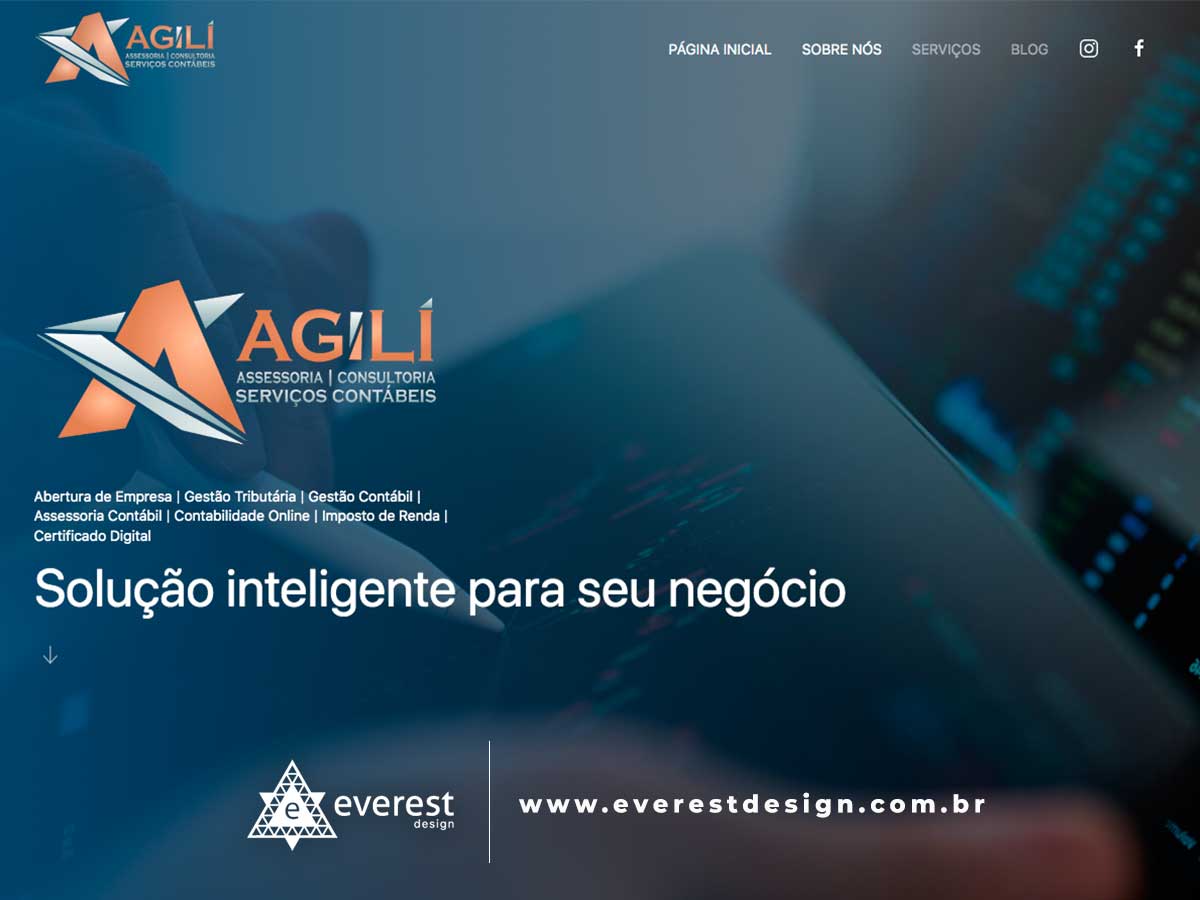 AGILÍ
ASSESSORIA | CONSULTORIA
SERVIÇOS CONTÁBEIS
PÁGINA INICIAL SOBRE NÓS SERVIÇOS BLOG
AGILÍ
ASSESSORIA | CONSULTORIA
SERVIÇOS CONTÁBEIS
Abertura de Empresa | Gestão Tributária | Gestão Contábil |
Assessoria Contábil | Contabilidade Online | Imposto de Renda |
Certificado Digital
Solução inteligente para seu negócio
e
everest
design
www.everestdesign.com.br